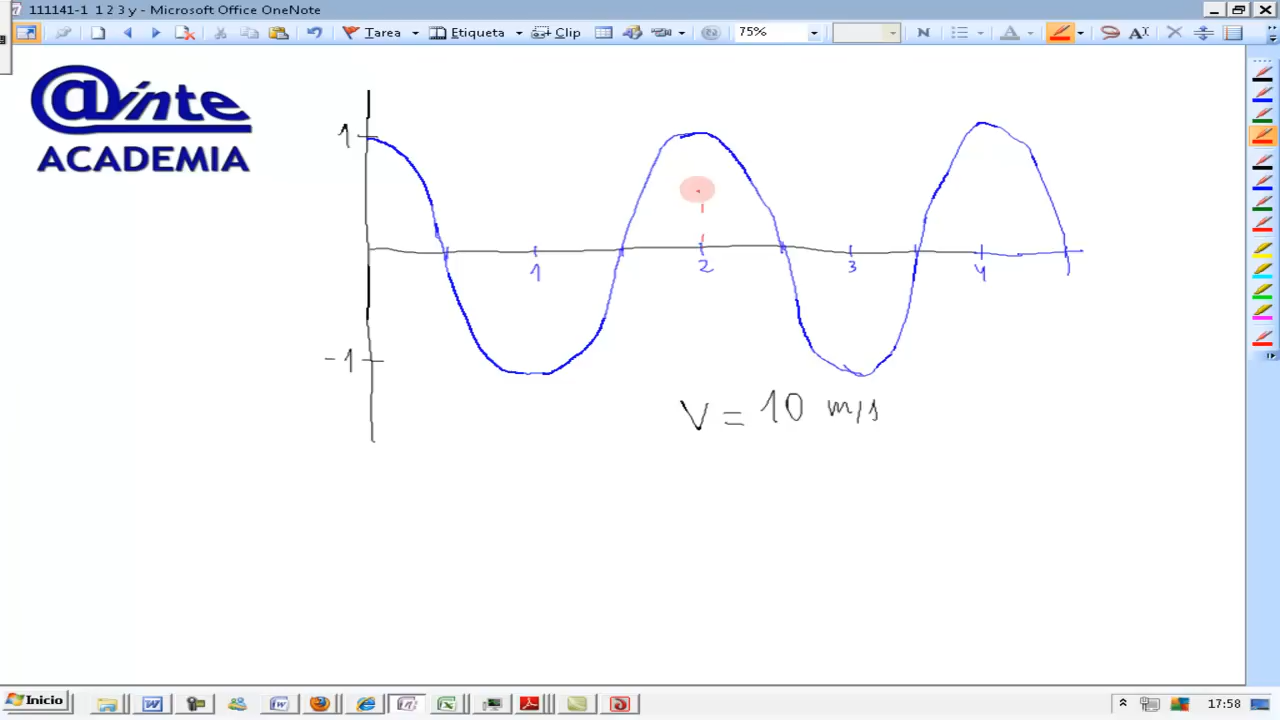 111141-1 1 2 3 y - Microsoft Office OneNote
Tarea Etiqueta Clip 75% N A
@inte
ACADEMIA
1
1 2 3 4
-1
V = 10 m/s
Inicio 17:58